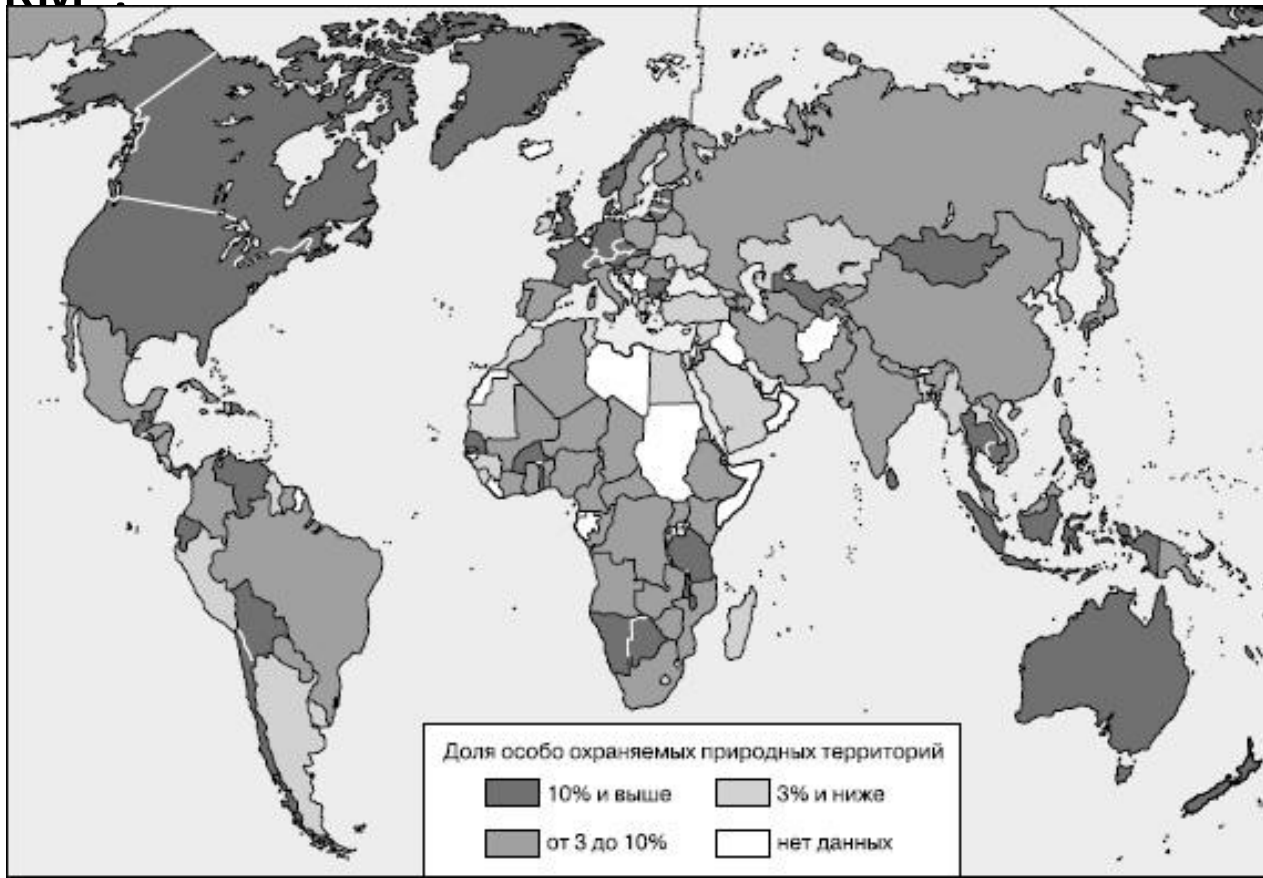 Доля особо охраняемых природных территорий
10% и выше
3% и ниже
от 3 до 10%
нет данных